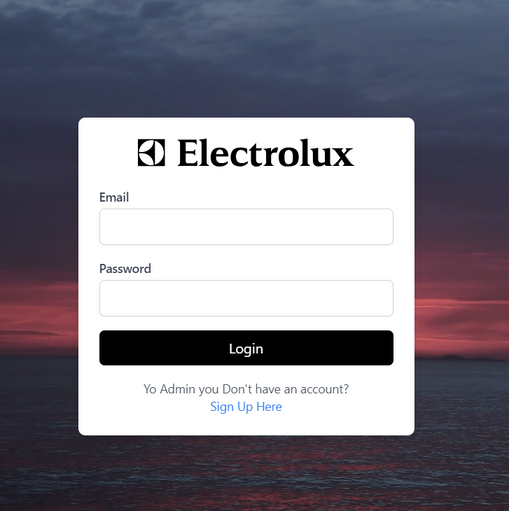 Electrolux
Email
Password
Login
Yo Admin you Don't have an account?
Sign Up Here